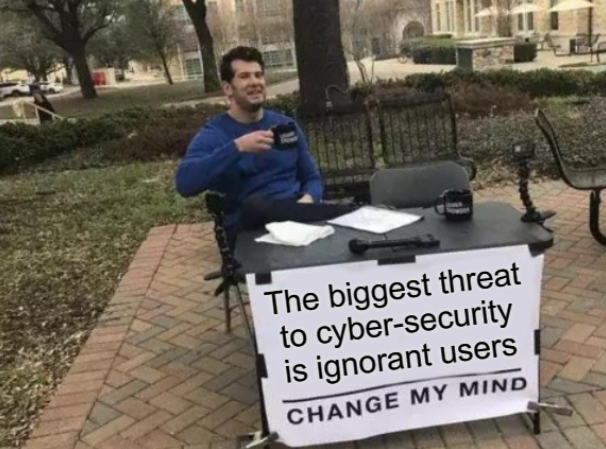 The biggest threat
to cyber-security
is ignorant users
CHANGE MY MIND